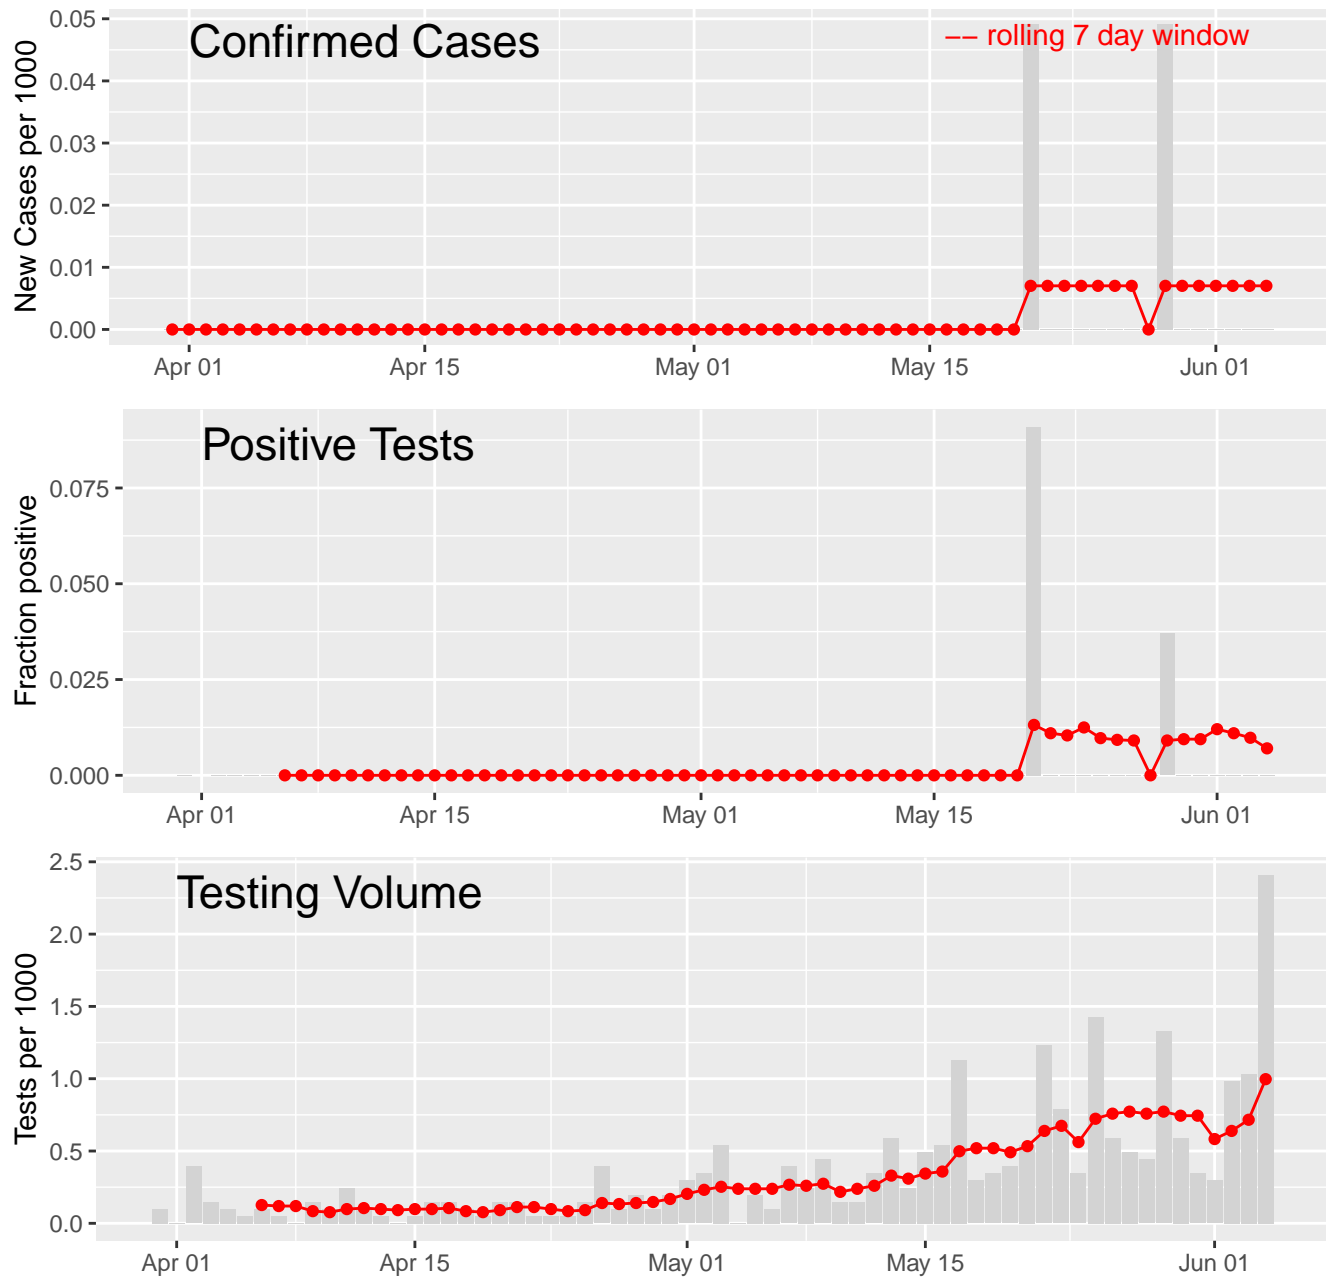 Confirmed Cases
−− rolling 7 day window
New Cases per 1000
0.05
0.04
0.03
0.02
0.01
0.00
Apr 01 Apr 15 May 01 May 15 Jun 01
Positive Tests
Fraction positive
0.075
0.050
0.025
0.000
Apr 01 Apr 15 May 01 May 15 Jun 01
Testing Volume
Tests per 1000
2.5
2.0
1.5
1.0
0.5
0.0
Apr 01 Apr 15 May 01 May 15 Jun 01